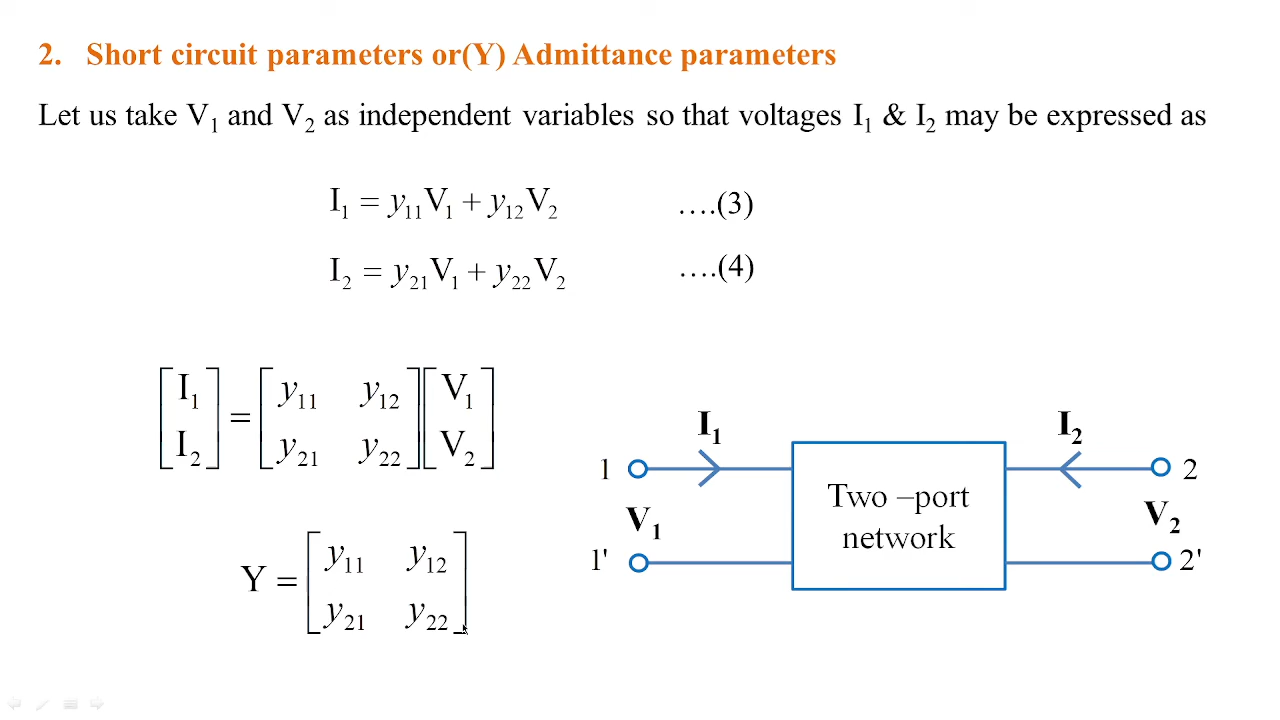 2. Short circuit parameters or(Y) Admittance parameters
Let us take V₁ and V₂ as independent variables so that voltages I₁ & I₂ may be expressed as
I₁ = y₁₁V₁ + y₁₂V₂ ....(3)
I₂ = y₂₁V₁ + y₂₂V₂ ....(4)
[I₁ I₂] = [y₁₁ y₁₂ y₂₁ y₂₂] [V₁ V₂]
Y = [y₁₁ y₁₂ y₂₁ y₂₂]
I₁ I₂
1 2
Two –port
V₁ V₂
network
1' 2'